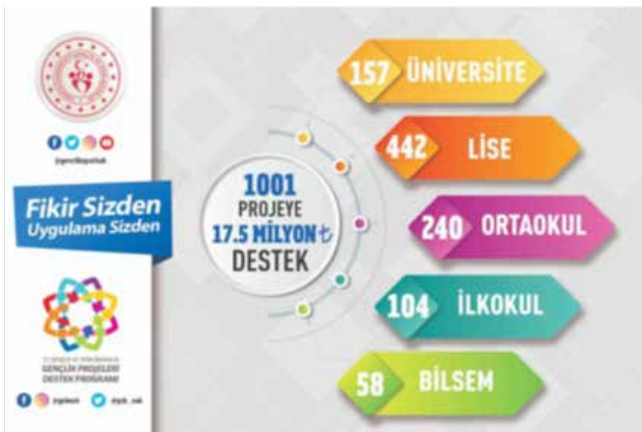 Fikir Sizden
Uygulama Sizden
GENÇLİK PROJELERİ
DESTEK PROGRAMI
1001
PROJEYE
17.5 MİLYON ₺
DESTEK
157 ÜNİVERSİTE
442 LİSE
240 ORTAOKUL
104 İLKOKUL
58 BİLSEM